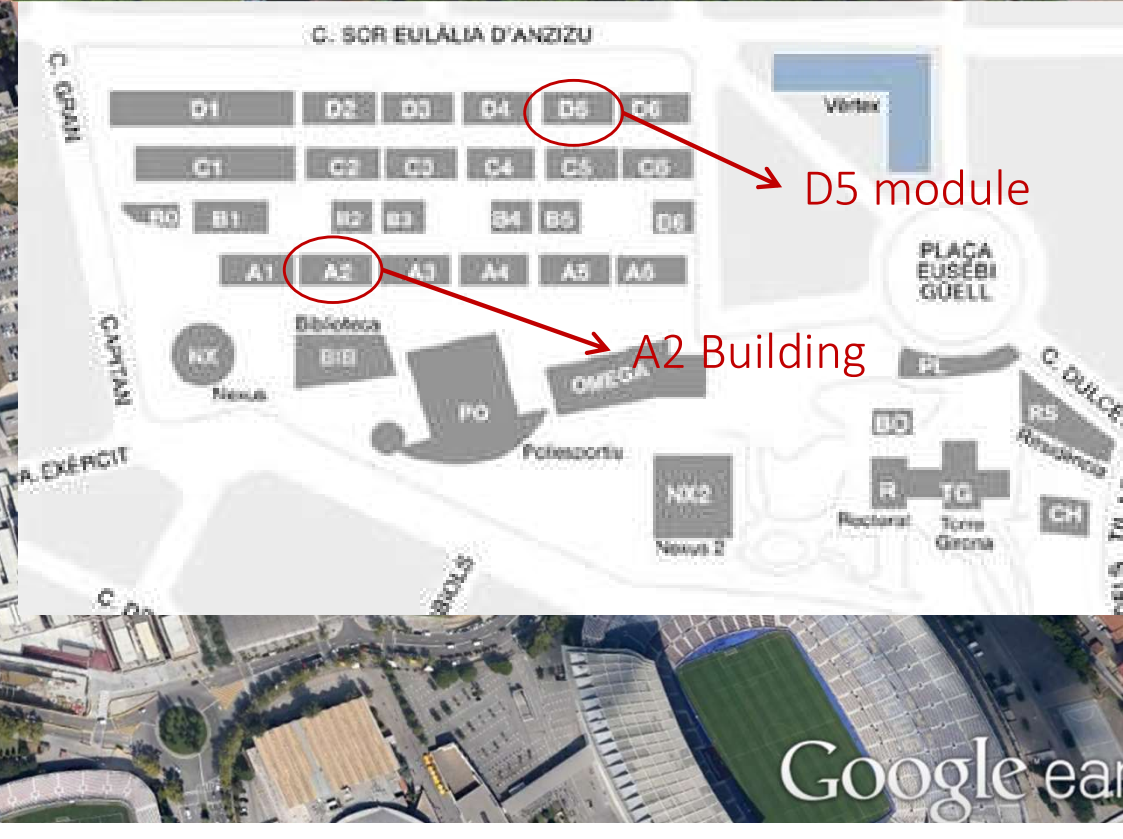 C. SOR EULÀLIA D'ANZIZU
C. GRAN
CAPITAN
D1 D2 D3 D4 D5 D6
Vèrtex
C1 C2 C3 C4 C5 C6
D5 module
B0 B1 B2 B3 B4 B5 D6
PLAÇA
EUSEBI
GÜELL
A1 A2 A3 A4 A5 A6
Biblioteca
BIB
NX
Nexus
A2 Building
OMEGA
PL
C. DULCE
PO
Poliesportiu
BO
RS
Residència
A. EXÈRCIT
NX2
Nexus 2
R
Rectorat
TG
Torre
Girona
CH
Google ear